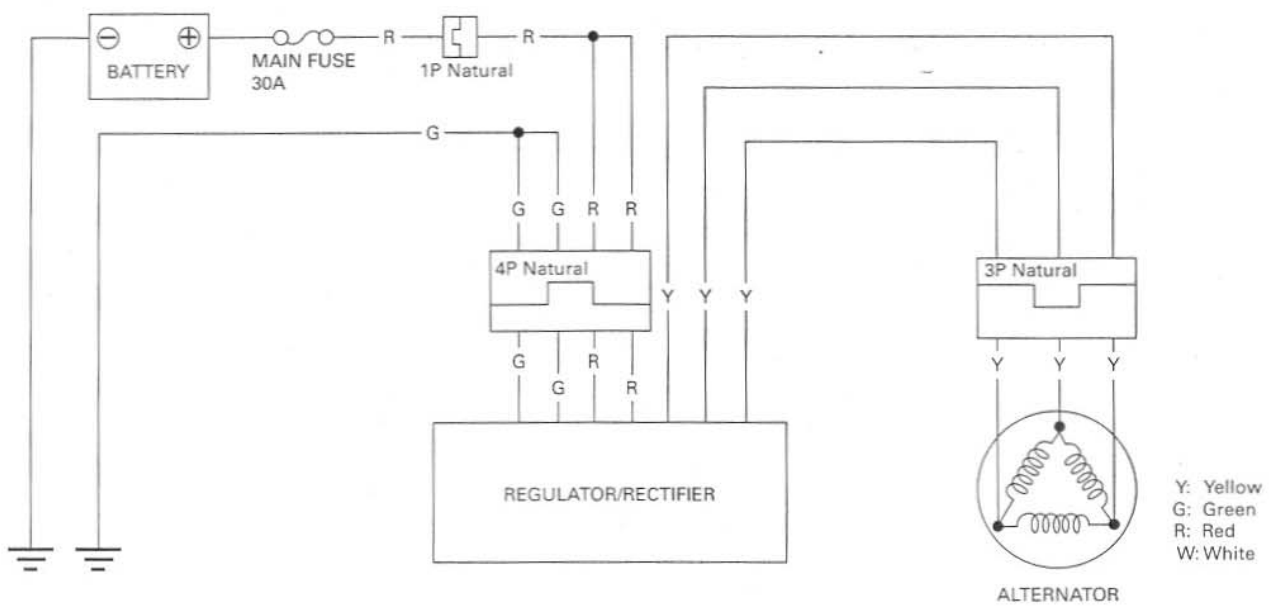 BATTERY
MAIN FUSE
30A
R
1P Natural
R
G
G
G
R
R
4P Natural
Y
Y
Y
3P Natural
G
G
R
R
Y
Y
Y
REGULATOR/RECTIFIER
Y: Yellow
G: Green
R: Red
W: White
ALTERNATOR